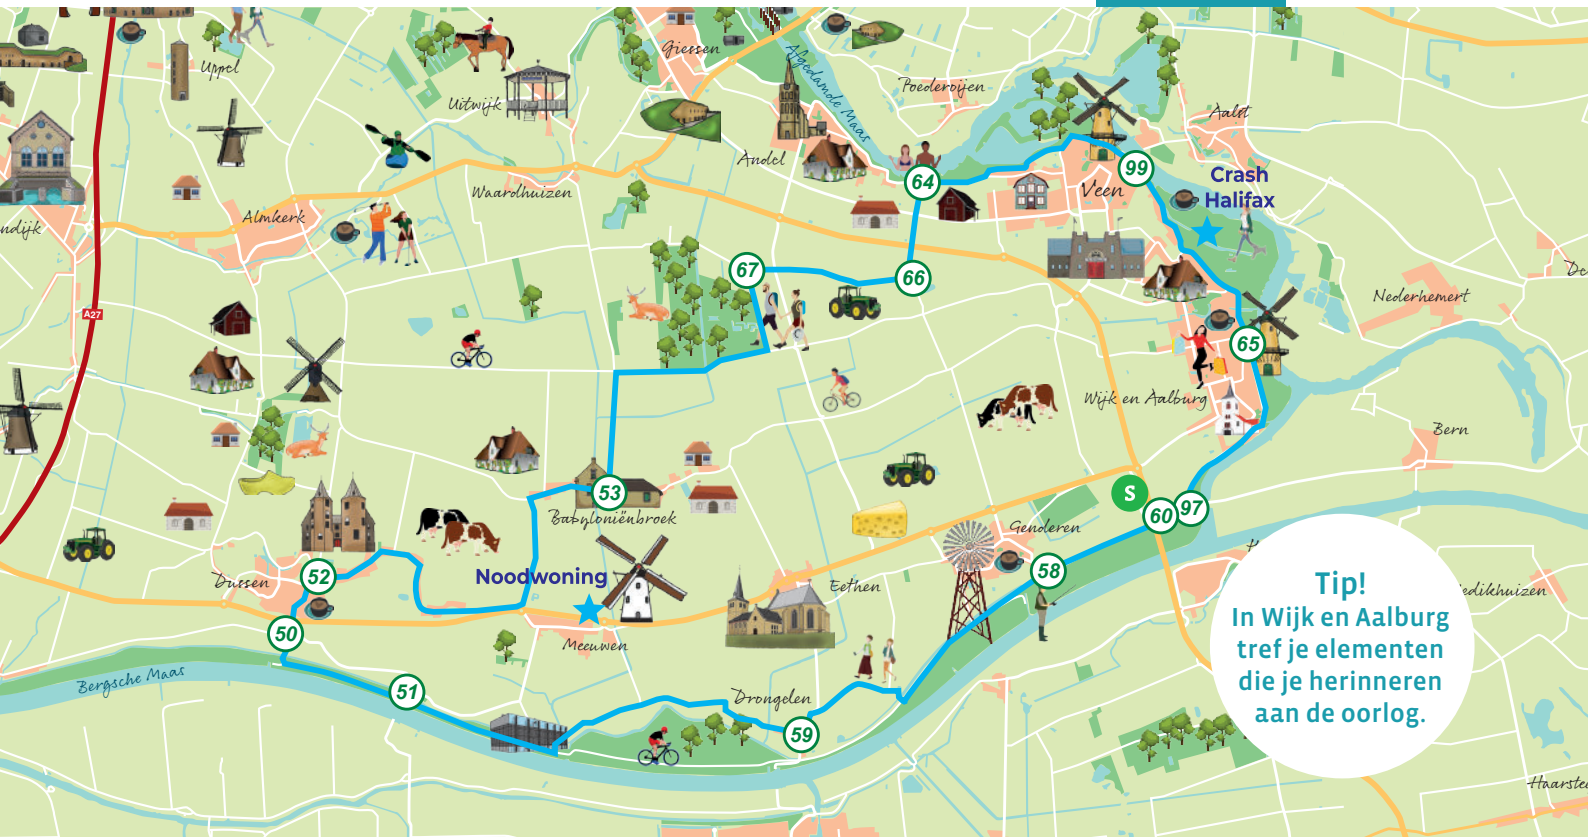 Giessen
Uppel
Afgedamde Maas
Poederoijen
Uitwijk
Aalst
Andel
64
99
Crash
Halifax
Veen
Waardhuizen
Almkerk
ndijk
67
66
De
Nederhemert
A27
65
Wijk en Aalburg
Bern
53
S
60
97
Babyloniënbroek
Genderen
Noodwoning
58
Eethen
Dussen
52
50
Meeuwen
Bergsche Maas
51
Drongelen
59
edikhuizen
Tip!
In Wijk en Aalburg
tref je elementen
die je herinneren
aan de oorlog.
Haarste